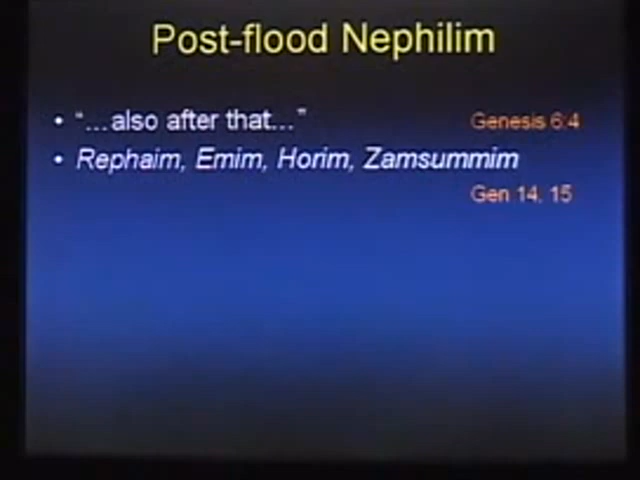 Post-flood Nephilim
• "...also after that..." Genesis 6:4
• Rephaim, Emim, Horim, Zamsummim
Gen 14, 15